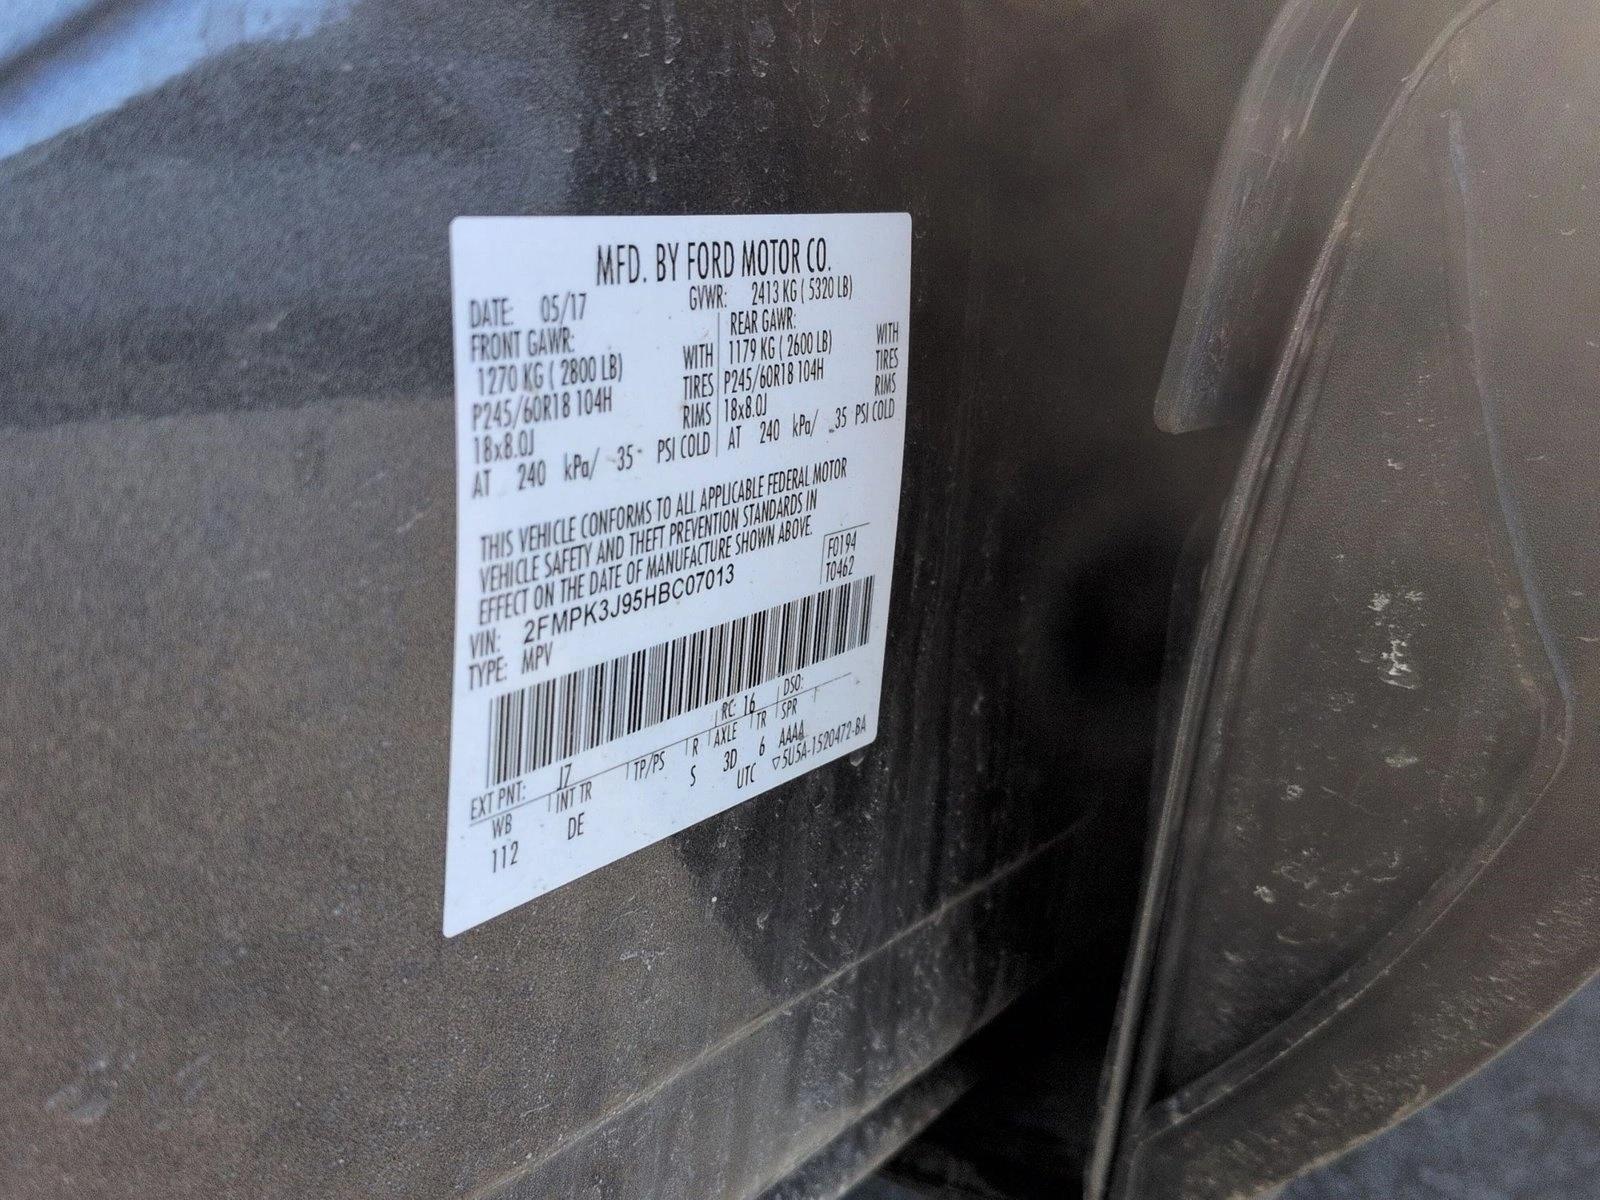 MFD. BY FORD MOTOR CO.
DATE: 05/17 GVWR: 2413 KG ( 5320 LB)
FRONT GAWR: REAR GAWR:
1270 KG ( 2800 LB) WITH 1179 KG ( 2600 LB) WITH
P245/60R18 104H TIRES P245/60R18 104H TIRES
18x8.0J RIMS 18x8.0J RIMS
AT 240 kPa/ 35 PSI COLD AT 240 kPa/ 35 PSI COLD
THIS VEHICLE CONFORMS TO ALL APPLICABLE FEDERAL MOTOR
VEHICLE SAFETY AND THEFT PREVENTION STANDARDS IN
EFFECT ON THE DATE OF MANUFACTURE SHOWN ABOVE.
F0194
VIN: 2FMPK3J95HBC07013
T0462
TYPE: MPV
EXT PNT: J7 RC: 16 DSO:
WB INT TR TP/PS R AXLE TR SPR
112 DE S 3D 6 AAAA
UTC ▽5U5A-1520472-BA